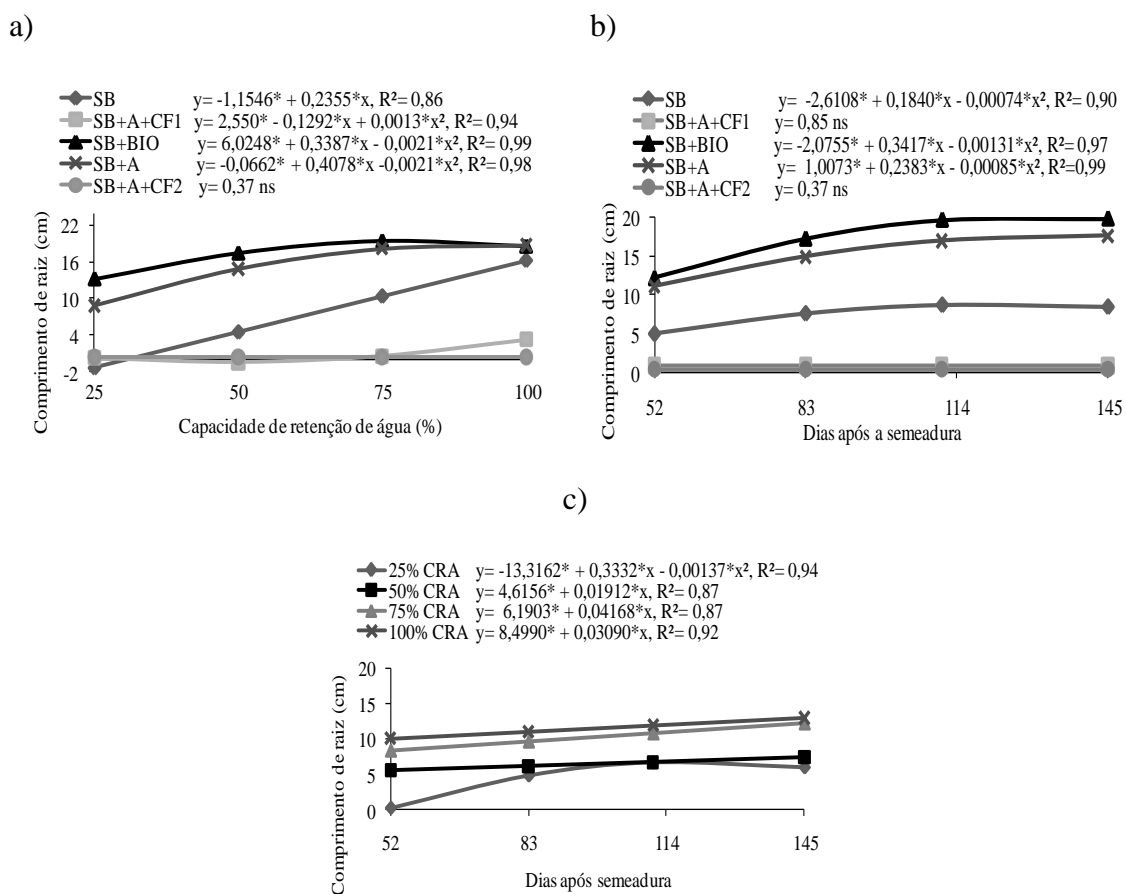 a)
SB y= -1,1546* + 0,2355*x, R²= 0,86
SB+A+CF1 y= 2,550* - 0,1292*x + 0,0013*x², R²= 0,94
SB+BIO y= 6,0248* + 0,3387*x - 0,0021*x², R²= 0,99
SB+A y= -0,0662* + 0,4078*x -0,0021*x², R²= 0,98
SB+A+CF2 y= 0,37 ns
Comprimento de raiz (cm)
22
16
10
4
-2
25 50 75 100
Capacidade de retenção de água (%)
b)
SB y= -2,6108* + 0,1840*x - 0,00074*x², R²= 0,90
SB+A+CF1 y= 0,85 ns
SB+BIO y= -2,0755* + 0,3417*x - 0,00131*x², R²= 0,97
SB+A y= 1,0073* + 0,2383*x - 0,00085*x², R²=0,99
SB+A+CF2 y= 0,37 ns
Comprimento de raiz (cm)
20
15
10
5
0
52 83 114 145
Dias após a semeadura
c)
25% CRA y= -13,3162* + 0,3332*x - 0,00137*x², R²= 0,94
50% CRA y= 4,6156* + 0,01912*x, R²= 0,87
75% CRA y= 6,1903* + 0,04168*x, R²= 0,87
100% CRA y= 8,4990* + 0,03090*x, R²= 0,92
Comprimento de raiz (cm)
20
15
10
5
0
52 83 114 145
Dias após semeadura